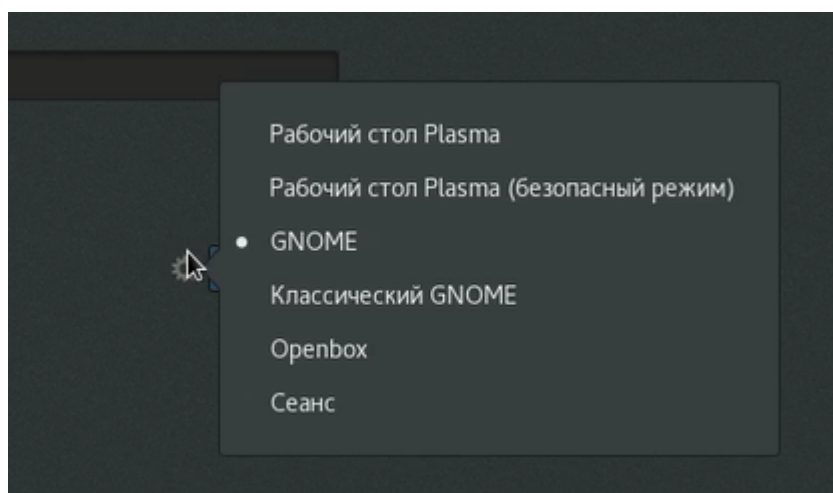 Рабочий стол Plasma
Рабочий стол Plasma (безопасный режим)
GNOME
Классический GNOME
Openbox
Сеанс